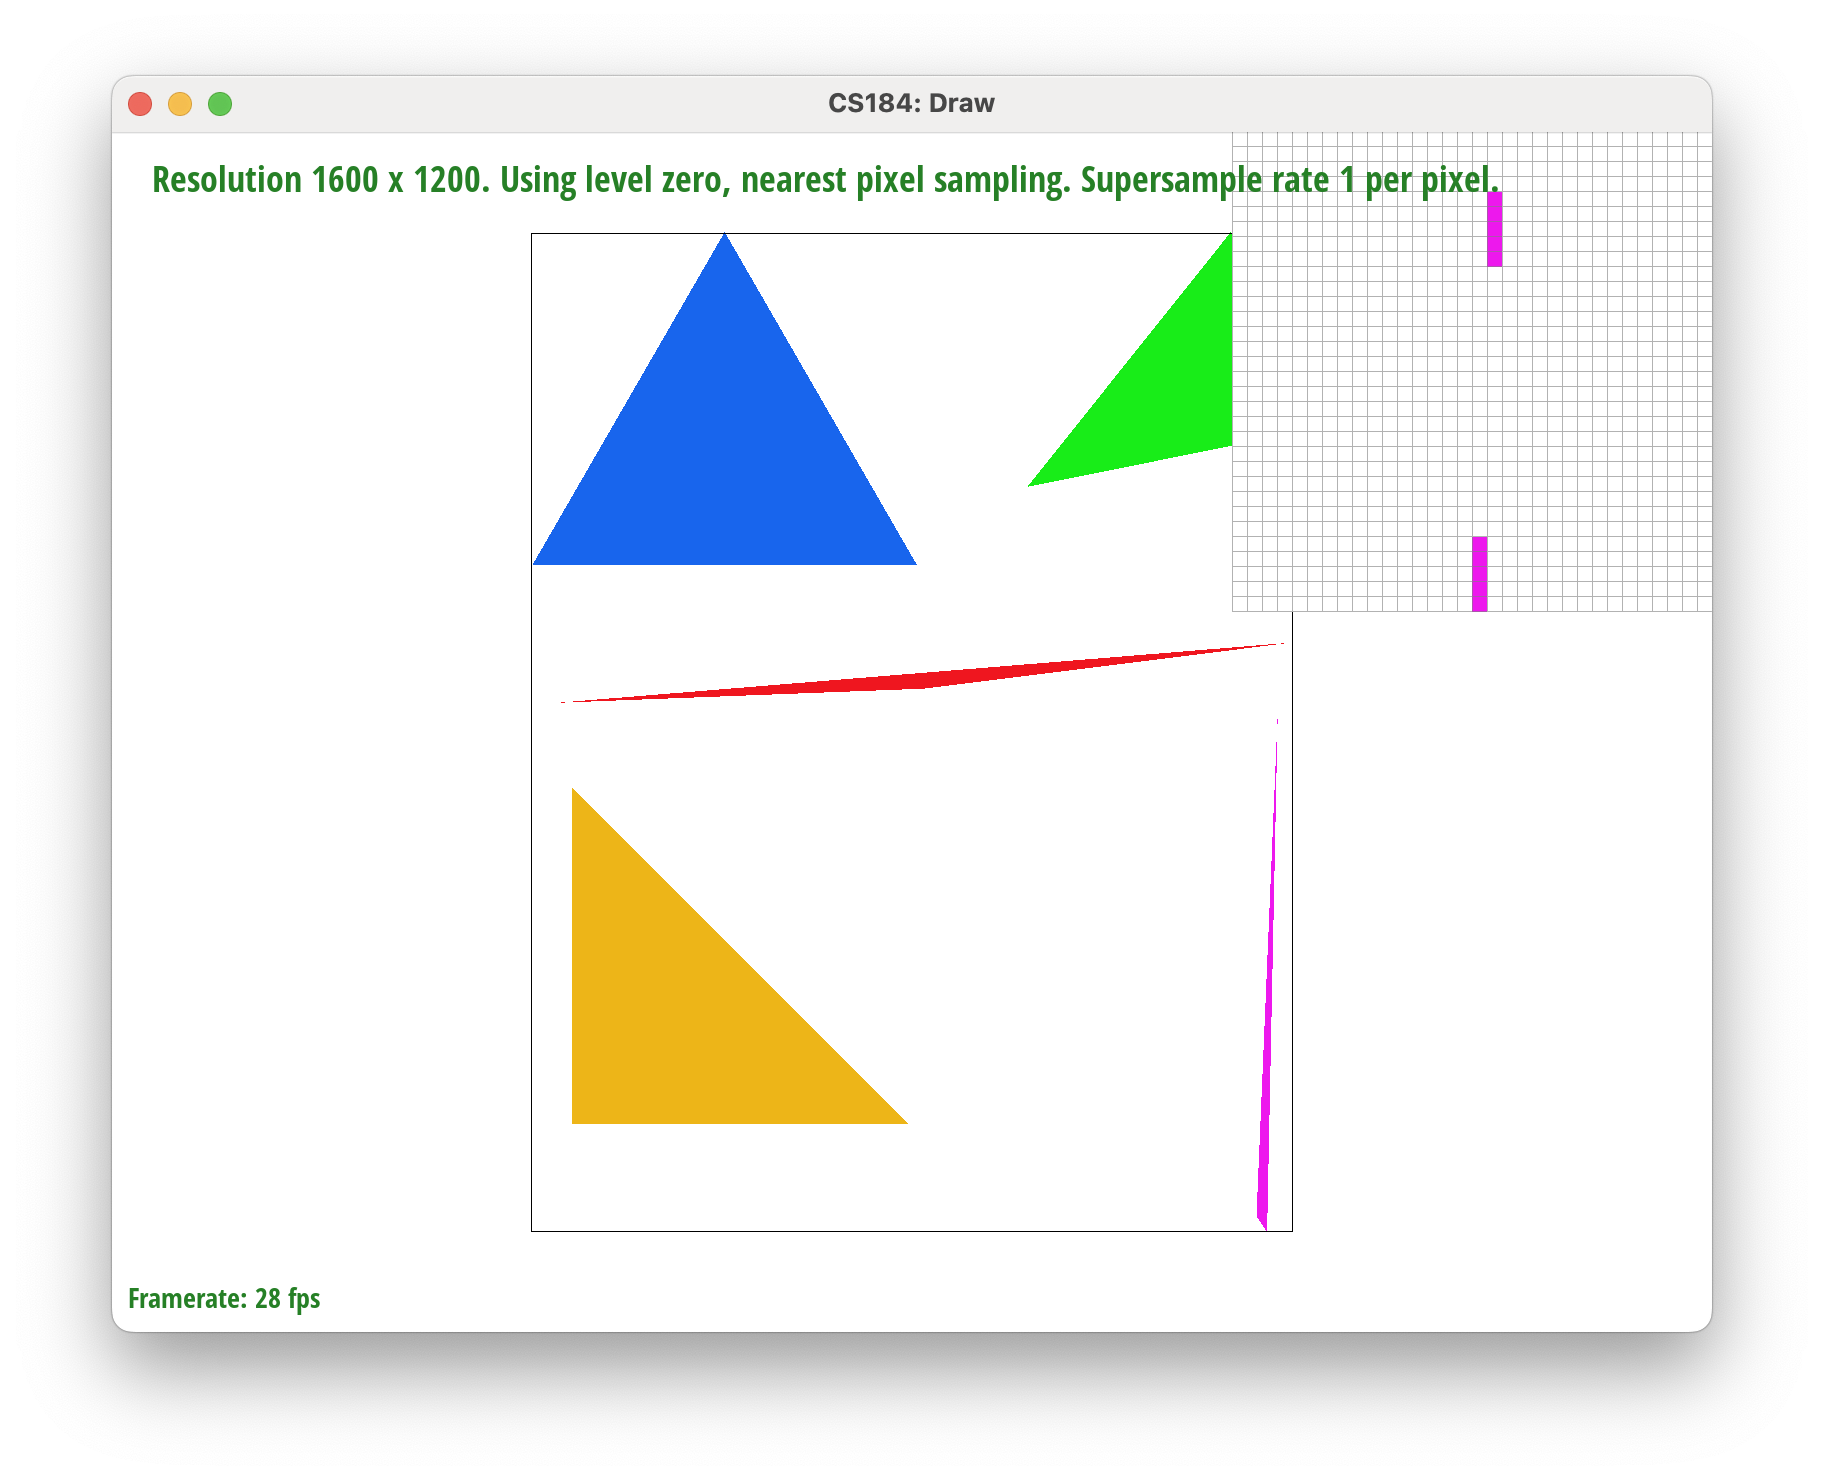 CS184: Draw
Resolution 1600 x 1200. Using level zero, nearest pixel sampling. Supersample rate 1 per pixel.
Framerate: 28 fps